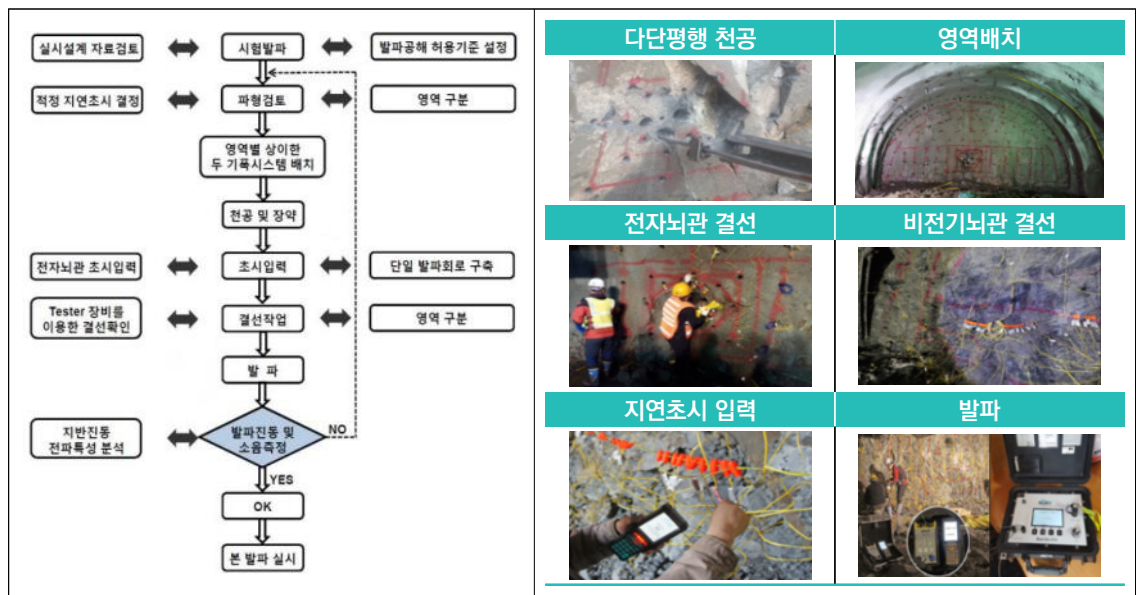 실시설계 자료검토
시험발파
발파공해 허용기준 설정
적정 지연초시 결정
파형검토
영역 구분
영역별 상이한
두 기폭시스템 배치
천공 및 장약
전자뇌관 초시입력
초시입력
단일 발파회로 구축
Tester 장비를
이용한 결선확인
결선작업
영역 구분
발 파
지반진동
전파특성 분석
발파진동 및
소음측정
NO
YES
OK
본 발파 실시
다단평행 천공
영역배치
전자뇌관 결선
비전기뇌관 결선
지연초시 입력
발파